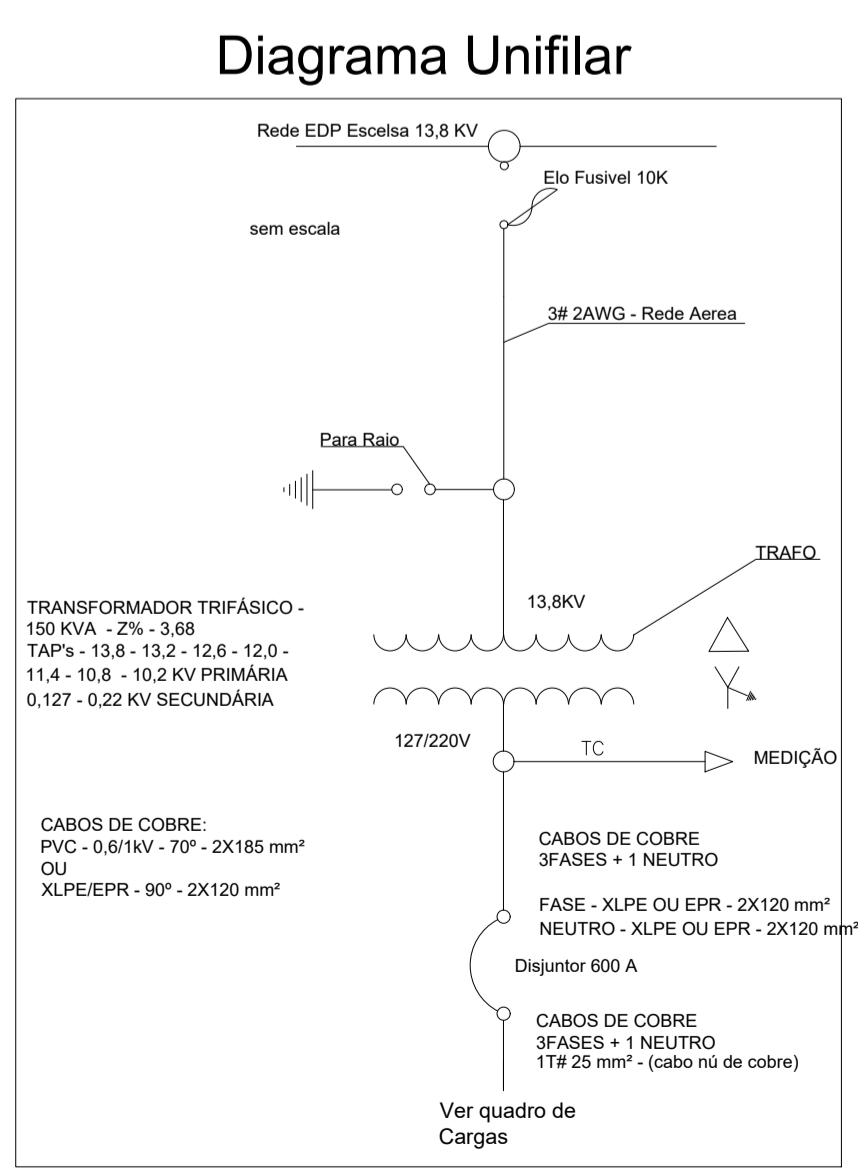 Diagrama Unifilar
Rede EDP Escelsa 13,8 KV
Elo Fusivel 10K
sem escala
3# 2AWG - Rede Aerea
Para Raio
TRAFO
13,8KV
TRANSFORMADOR TRIFÁSICO -
150 KVA - Z% - 3,68
TAP's - 13,8 - 13,2 - 12,6 - 12,0 -
11,4 - 10,8 - 10,2 KV PRIMÁRIA
0,127 - 0,22 KV SECUNDÁRIA
127/220V
TC
MEDIÇÃO
CABOS DE COBRE:
PVC - 0,6/1kV - 70º - 2X185 mm²
OU
XLPE/EPR - 90º - 2X120 mm²
CABOS DE COBRE
3FASES + 1 NEUTRO
FASE - XLPE OU EPR - 2X120 mm²
NEUTRO - XLPE OU EPR - 2X120 mm²
Disjuntor 600 A
CABOS DE COBRE
3FASES + 1 NEUTRO
1T# 25 mm² - (cabo nú de cobre)
Ver quadro de
Cargas